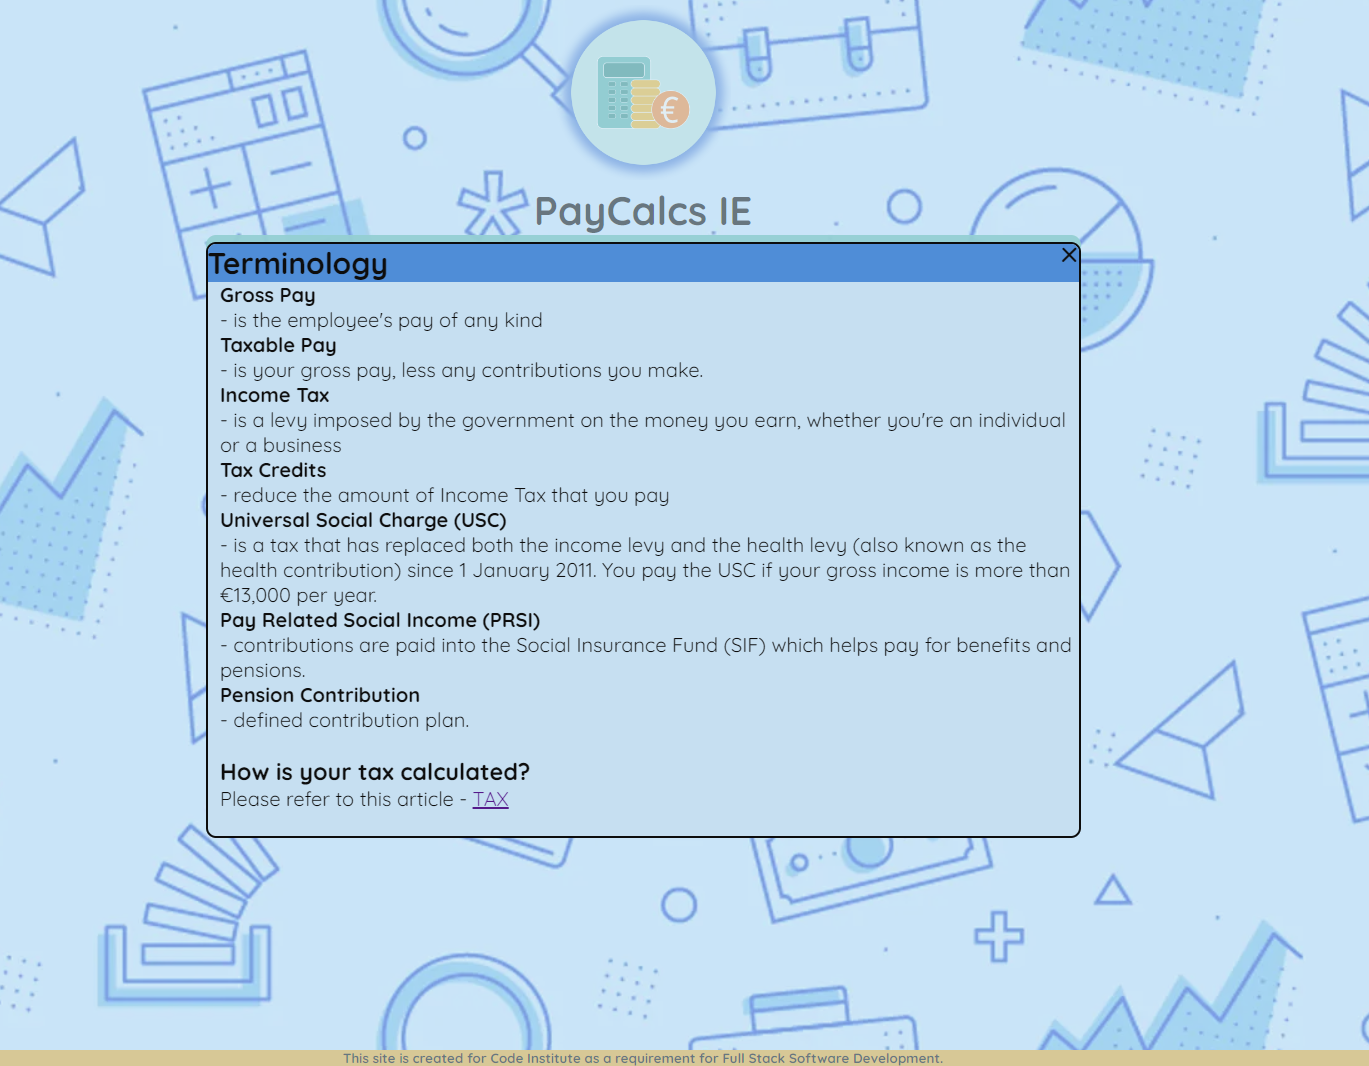 €
PayCalcs IE
Terminology
Gross Pay
- is the employee's pay of any kind
Taxable Pay
- is your gross pay, less any contributions you make.
Income Tax
- is a levy imposed by the government on the money you earn, whether you're an individual
or a business
Tax Credits
- reduce the amount of Income Tax that you pay
Universal Social Charge (USC)
- is a tax that has replaced both the income levy and the health levy (also known as the
health contribution) since 1 January 2011. You pay the USC if your gross income is more than
€13,000 per year.
Pay Related Social Income (PRSI)
- contributions are paid into the Social Insurance Fund (SIF) which helps pay for benefits and
pensions.
Pension Contribution
- defined contribution plan.
How is your tax calculated?
Please refer to this article - TAX
This site is created for Code Institute as a requirement for Full Stack Software Development.